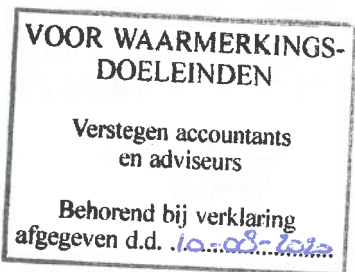 VOOR WAARMERKINGS-
DOELEINDEN
Verstegen accountants
en adviseurs
Behorend bij verklaring
afgegeven d.d. 10-08-2020